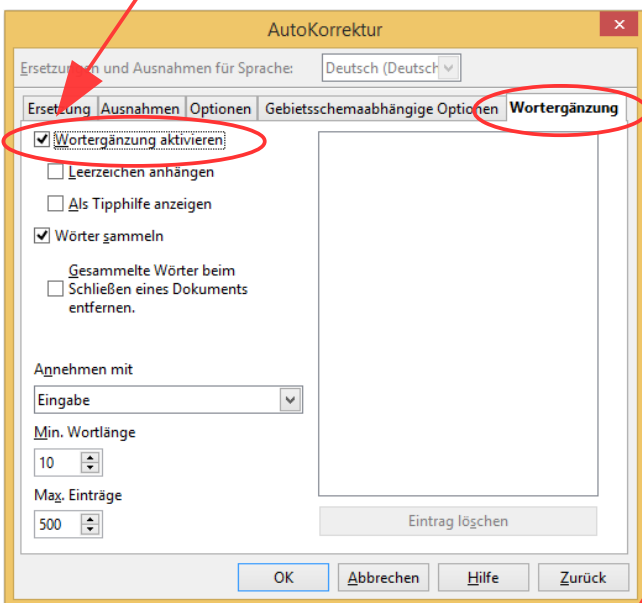 AutoKorrektur
Ersetzungen und Ausnahmen für Sprache: Deutsch (Deutsch
Ersetzung Ausnahmen Optionen Gebietsschemaabhängige Optionen Wortergänzung
Wortergänzung aktivieren
Leerzeichen anhängen
Als Tipphilfe anzeigen
Wörter sammeln
Gesammelte Wörter beim
Schließen eines Dokuments
entfernen.
Annehmen mit
Eingabe
Min. Wortlänge
10
Max. Einträge
500
Eintrag löschen
OK Abbrechen Hilfe Zurück